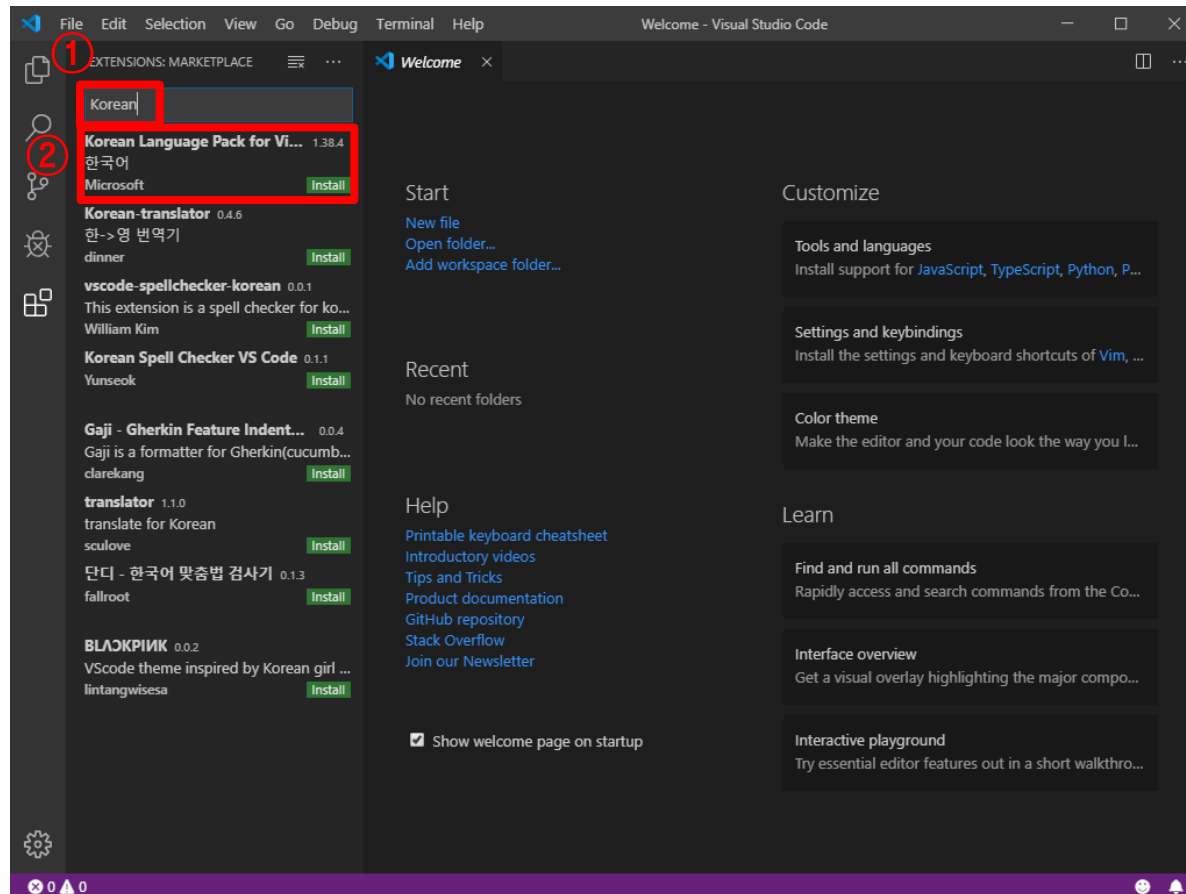 File Edit Selection View Go Debug Terminal Help Welcome - Visual Studio Code
①
EXTENSIONS: MARKETPLACE
Welcome
Korean
②
Korean Language Pack for Vi... 1.38.4
한국어
Microsoft Install
Korean-translator 0.4.6
한->영 번역기
dinner Install
vscode-spellchecker-korean 0.0.1
This extension is a spell checker for ko...
William Kim Install
Korean Spell Checker VS Code 0.1.1
Yunseok Install
Gaji - Gherkin Feature Indent... 0.0.4
Gaji is a formatter for Gherkin(cucumb...
clarekang Install
translator 1.1.0
translate for Korean
sculove Install
단디 - 한국어 맞춤법 검사기 0.1.3
fallroot Install
BLΛƆKPIИK 0.0.2
VScode theme inspired by Korean girl ...
lintangwisesa Install
Start
New file
Open folder...
Add workspace folder...
Recent
No recent folders
Help
Printable keyboard cheatsheet
Introductory videos
Tips and Tricks
Product documentation
GitHub repository
Stack Overflow
Join our Newsletter
Show welcome page on startup
Customize
Tools and languages
Install support for JavaScript, TypeScript, Python, P...
Settings and keybindings
Install the settings and keyboard shortcuts of Vim, ...
Color theme
Make the editor and your code look the way you l...
Learn
Find and run all commands
Rapidly access and search commands from the Co...
Interface overview
Get a visual overlay highlighting the major compo...
Interactive playground
Try essential editor features out in a short walkthro...
0 0